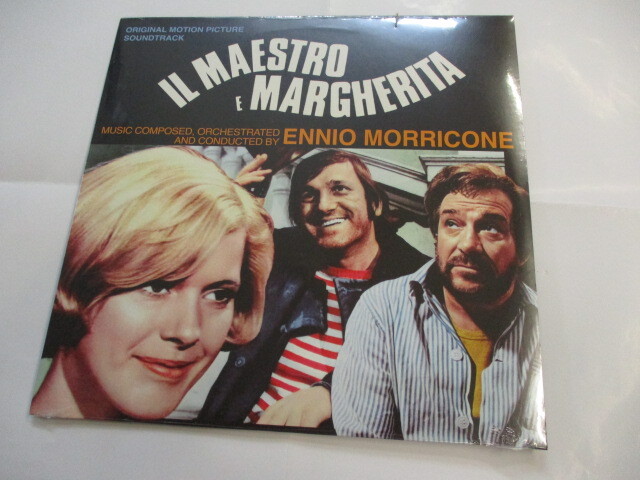 ORIGINAL MOTION PICTURE
SOUNDTRACK
IL MAESTRO
E MARGHERITA
MUSIC COMPOSED, ORCHESTRATED
AND CONDUCTED BY ENNIO MORRICONE